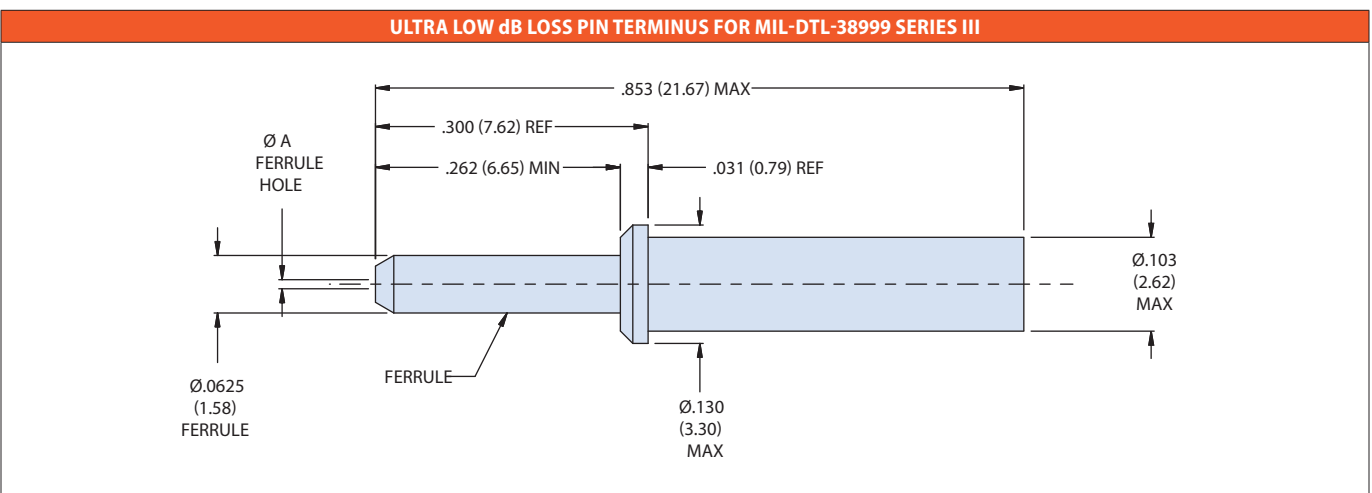 ULTRA LOW dB LOSS PIN TERMINUS FOR MIL-DTL-38999 SERIES III
.853 (21.67) MAX
.300 (7.62) REF
Ø A
FERRULE
HOLE
.262 (6.65) MIN
.031 (0.79) REF
Ø.103
(2.62)
MAX
FERRULE
Ø.0625
(1.58)
FERRULE
Ø.130
(3.30)
MAX